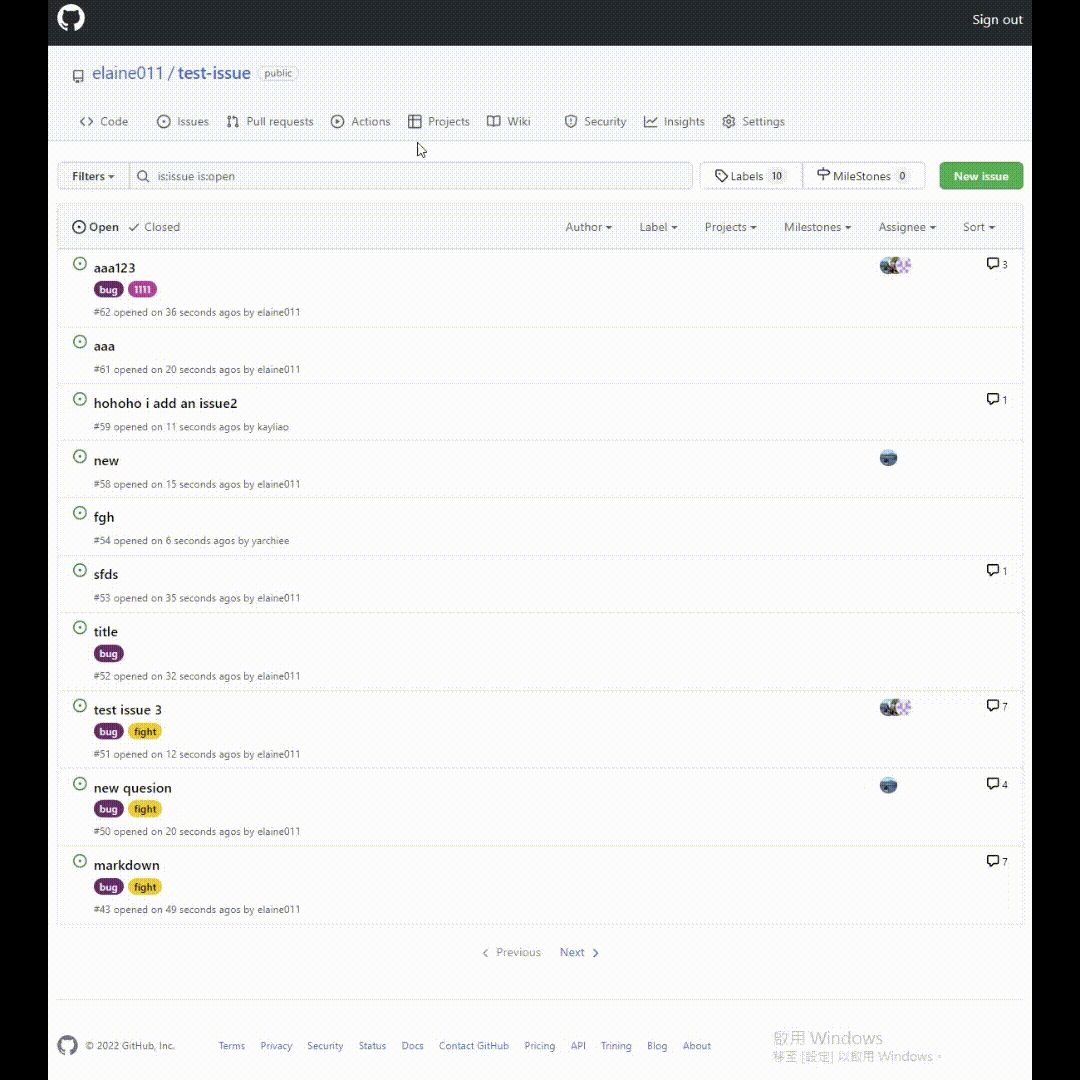 Sign out
elaine011 / test-issue public
Code Issues Pull requests Actions Projects Wiki Security Insights Settings
Filters is:issue is:open Labels 10 MileStones 0 New issue
Open Closed Author Label Projects Milestones Assignee Sort
aaa123 3
bug 1111
#62 opened on 36 seconds agos by elaine011
aaa
#61 opened on 20 seconds agos by elaine011
hohoho i add an issue2 1
#59 opened on 11 seconds agos by kayliao
new
#58 opened on 15 seconds agos by elaine011
fgh
#54 opened on 6 seconds agos by yarchiee
sfds 1
#53 opened on 35 seconds agos by elaine011
title
bug
#52 opened on 32 seconds agos by elaine011
test issue 3 7
bug fight
#51 opened on 12 seconds agos by elaine011
new quesion 4
bug fight
#50 opened on 20 seconds agos by elaine011
markdown 7
bug fight
#43 opened on 49 seconds agos by elaine011
Previous Next
啟用 Windows
© 2022 GitHub, Inc. Terms Privacy Security Status Docs Contact GitHub Pricing API Trining Blog About
移至 [設定] 以啟用 Windows。